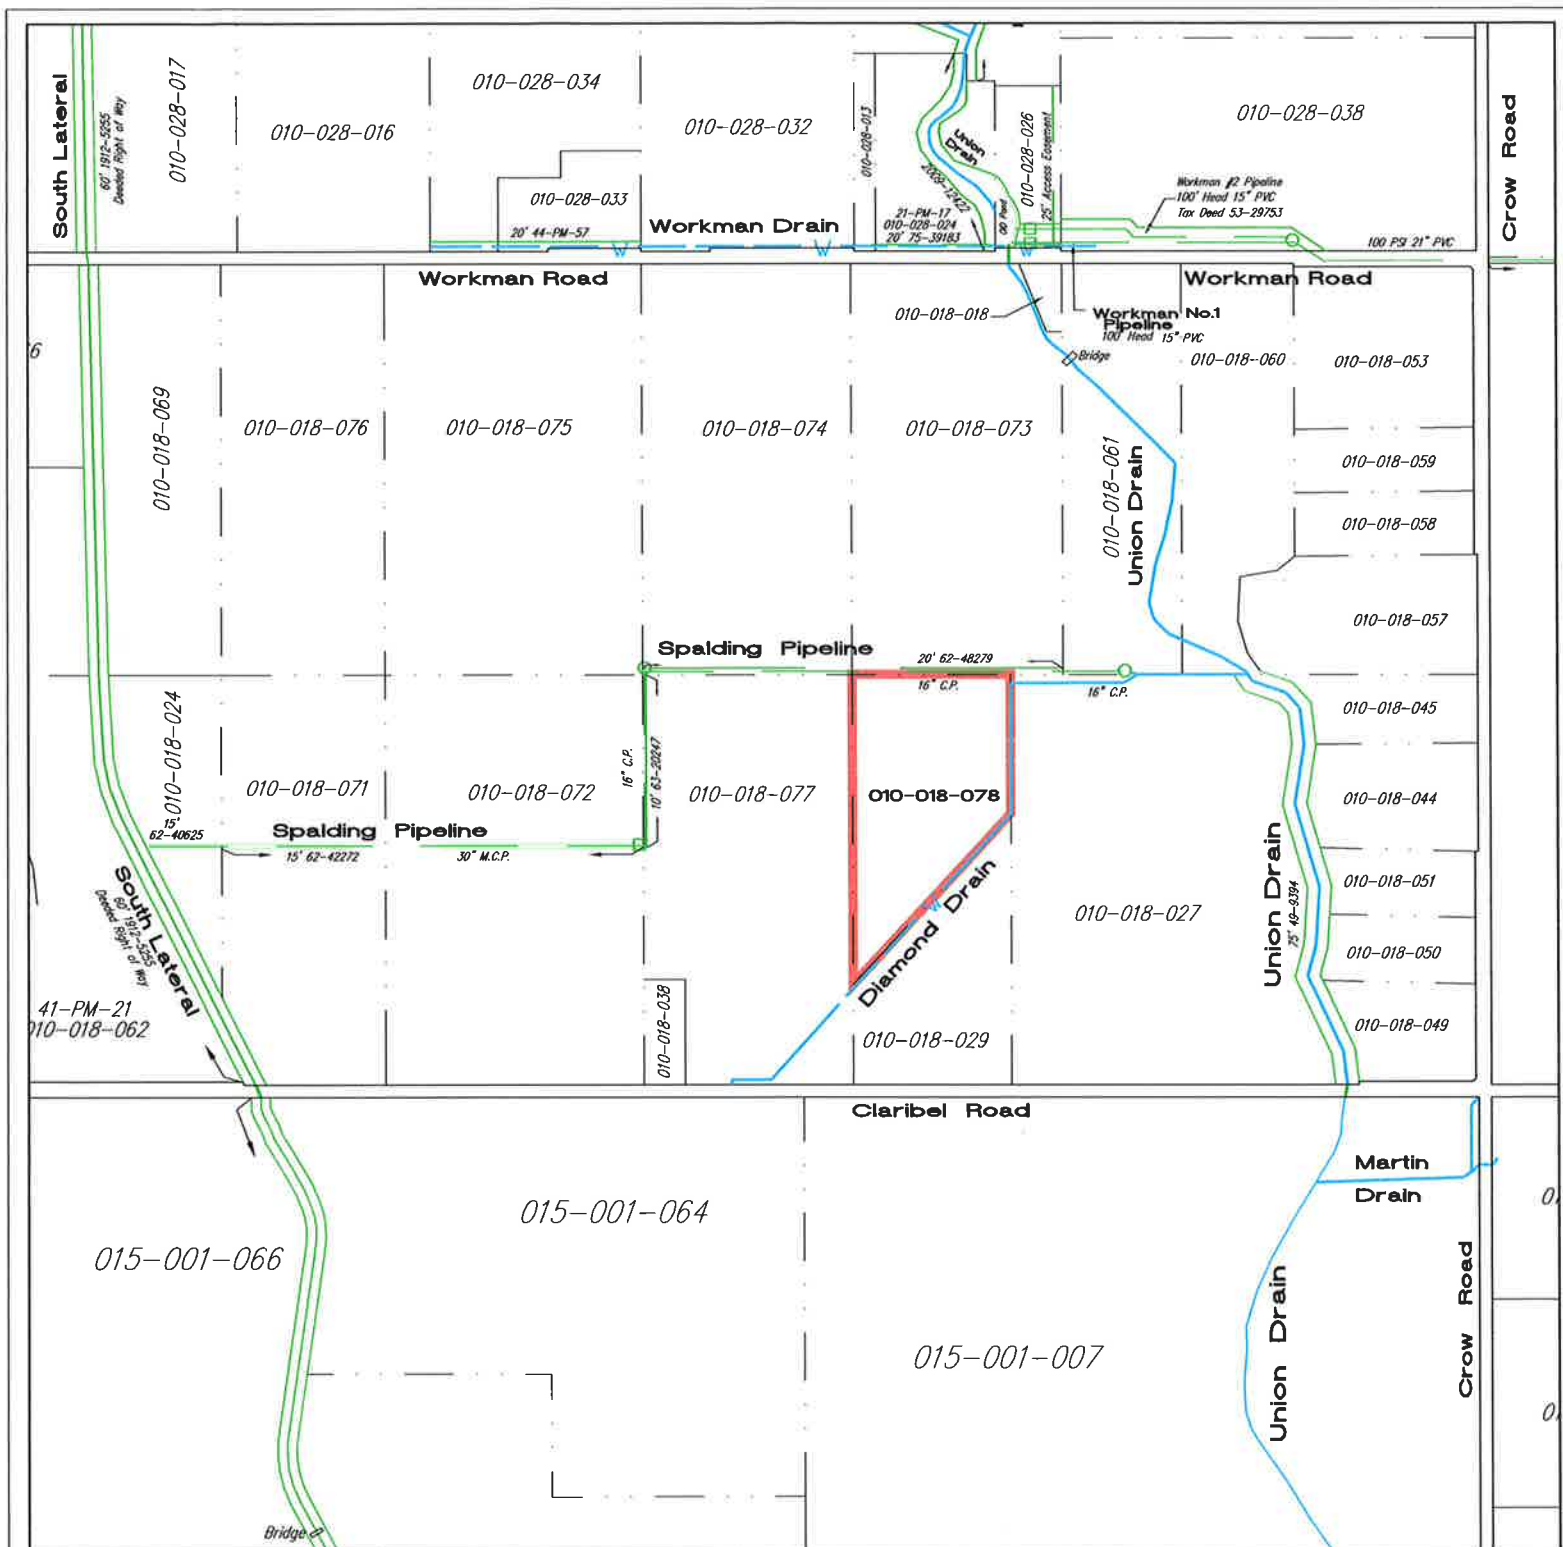 South Lateral
60' 1912-5255
Deeded Right of Way
010-028-017
010-028-016
010-028-034
010-028-033
20' 44-PM-57
010-028-032
Workman Drain
010-028-013
Union
Drain
2009-12422
21-PM-17
010-028-024
20' 75-39183
OID Pond
010-028-026
25' Access Easement
010-028-038
Workman #2 Pipeline
100' Head 15" PVC
Tax Deed 53-29753
100 PSI 21" PVC
Crow Road
Workman Road
Workman Road
010-018-018
Workman No.1
Pipeline
100' Head 15" PVC
Bridge
010-018-060
010-018-053
010-018-069
010-018-076
010-018-075
010-018-074
010-018-073
010-018-061
Union Drain
010-018-059
010-018-058
010-018-057
Spalding Pipeline
20' 62-48279
16" C.P.
16" C.P.
010-018-045
010-018-024
15'
62-40625
010-018-071
010-018-072
16" C.P.
10' 63-20247
010-018-077
010-018-078
010-018-044
Spalding Pipeline
15' 62-42272
30" M.C.P.
South Lateral
60' 1912-5255
Deeded Right of Way
Diamond Drain
010-018-027
Union Drain
75' 49-9394
010-018-051
010-018-050
010-018-049
41-PM-21
010-018-062
010-018-038
010-018-029
Claribel Road
Martin
Drain
015-001-064
015-001-066
015-001-007
Union Drain
Crow Road
Bridge